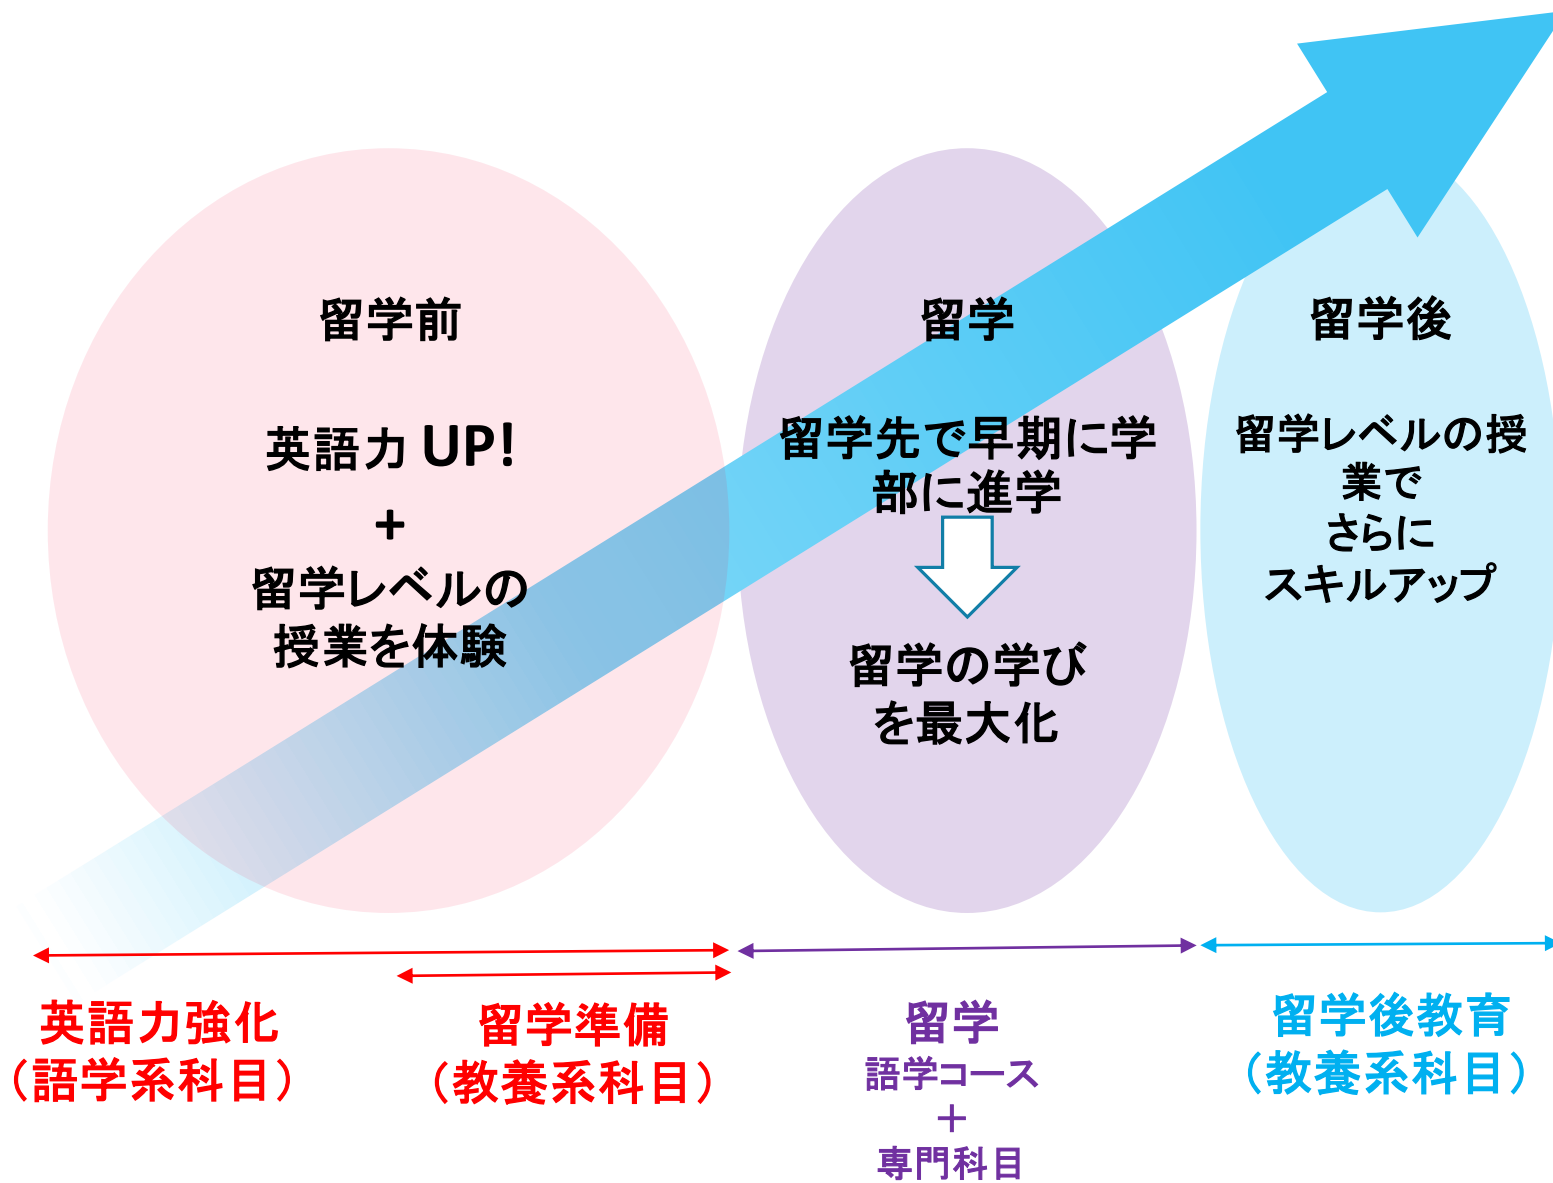 留学前
英語力 UP!
+
留学レベルの
授業を体験
留学
留学先で早期に学
部に進学
留学の学び
を最大化
留学後
留学レベルの授
業で
さらに
スキルアップ
英語力強化
（語学系科目）
留学準備
（教養系科目）
留学
語学コース
＋
専門科目
留学後教育
（教養系科目）